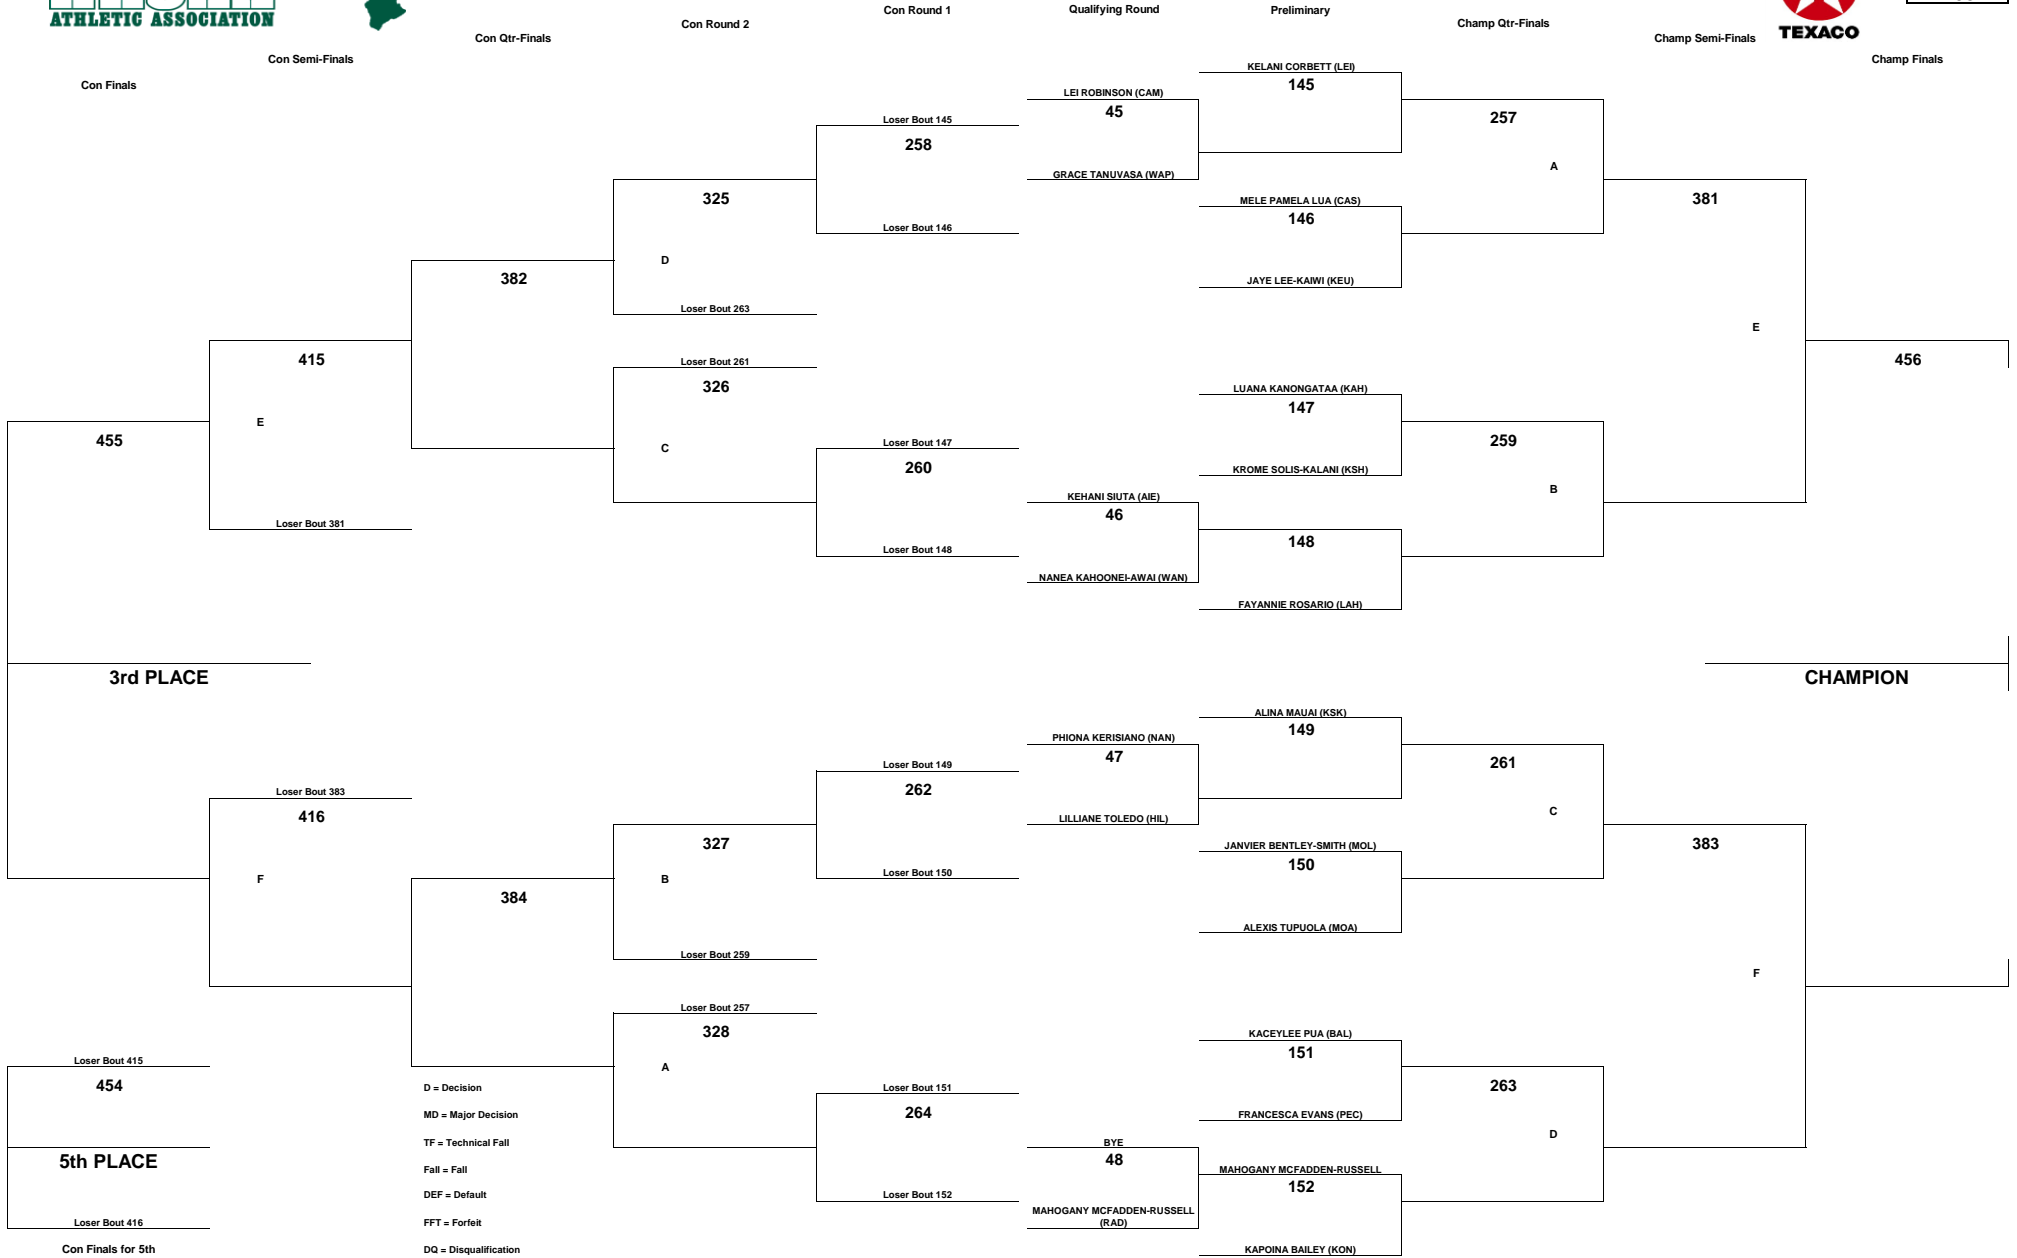 ATHLETIC ASSOCIATION
TEXACO
Con Finals
Con Semi-Finals
Con Qtr-Finals
Con Round 2
Con Round 1
Qualifying Round
Preliminary
Champ Qtr-Finals
Champ Semi-Finals
Champ Finals
KELANI CORBETT (LEI)
145
LEI ROBINSON (CAM)
45
GRACE TANUVASA (WAP)
Loser Bout 145
258
Loser Bout 146
257
A
MELE PAMELA LUA (CAS)
146
JAYE LEE-KAIWI (KEU)
325
D
Loser Bout 263
381
382
E
Loser Bout 261
326
C
415
E
456
LUANA KANONGATAA (KAH)
147
KROME SOLIS-KALANI (KSH)
455
Loser Bout 147
260
Loser Bout 148
259
B
KEHANI SIUTA (AIE)
46
NANEA KAHOONEI-AWAI (WAN)
Loser Bout 381
148
FAYANNIE ROSARIO (LAH)
3rd PLACE
CHAMPION
ALINA MAUAI (KSK)
149
PHIONA KERISIANO (NAN)
47
LILLIANE TOLEDO (HIL)
Loser Bout 149
262
Loser Bout 150
261
C
Loser Bout 383
416
F
327
B
Loser Bout 259
383
JANVIER BENTLEY-SMITH (MOL)
150
ALEXIS TUPUOLA (MOA)
384
F
Loser Bout 257
328
A
KACEYLEE PUA (BAL)
151
FRANCESCA EVANS (PEC)
Loser Bout 415
454
5th PLACE
Loser Bout 416
Con Finals for 5th
D = Decision
MD = Major Decision
TF = Technical Fall
Fall = Fall
DEF = Default
FFT = Forfeit
DQ = Disqualification
Loser Bout 151
264
Loser Bout 152
263
D
BYE
48
MAHOGANY MCFADDEN-RUSSELL
(RAD)
MAHOGANY MCFADDEN-RUSSELL
152
KAPOINA BAILEY (KON)